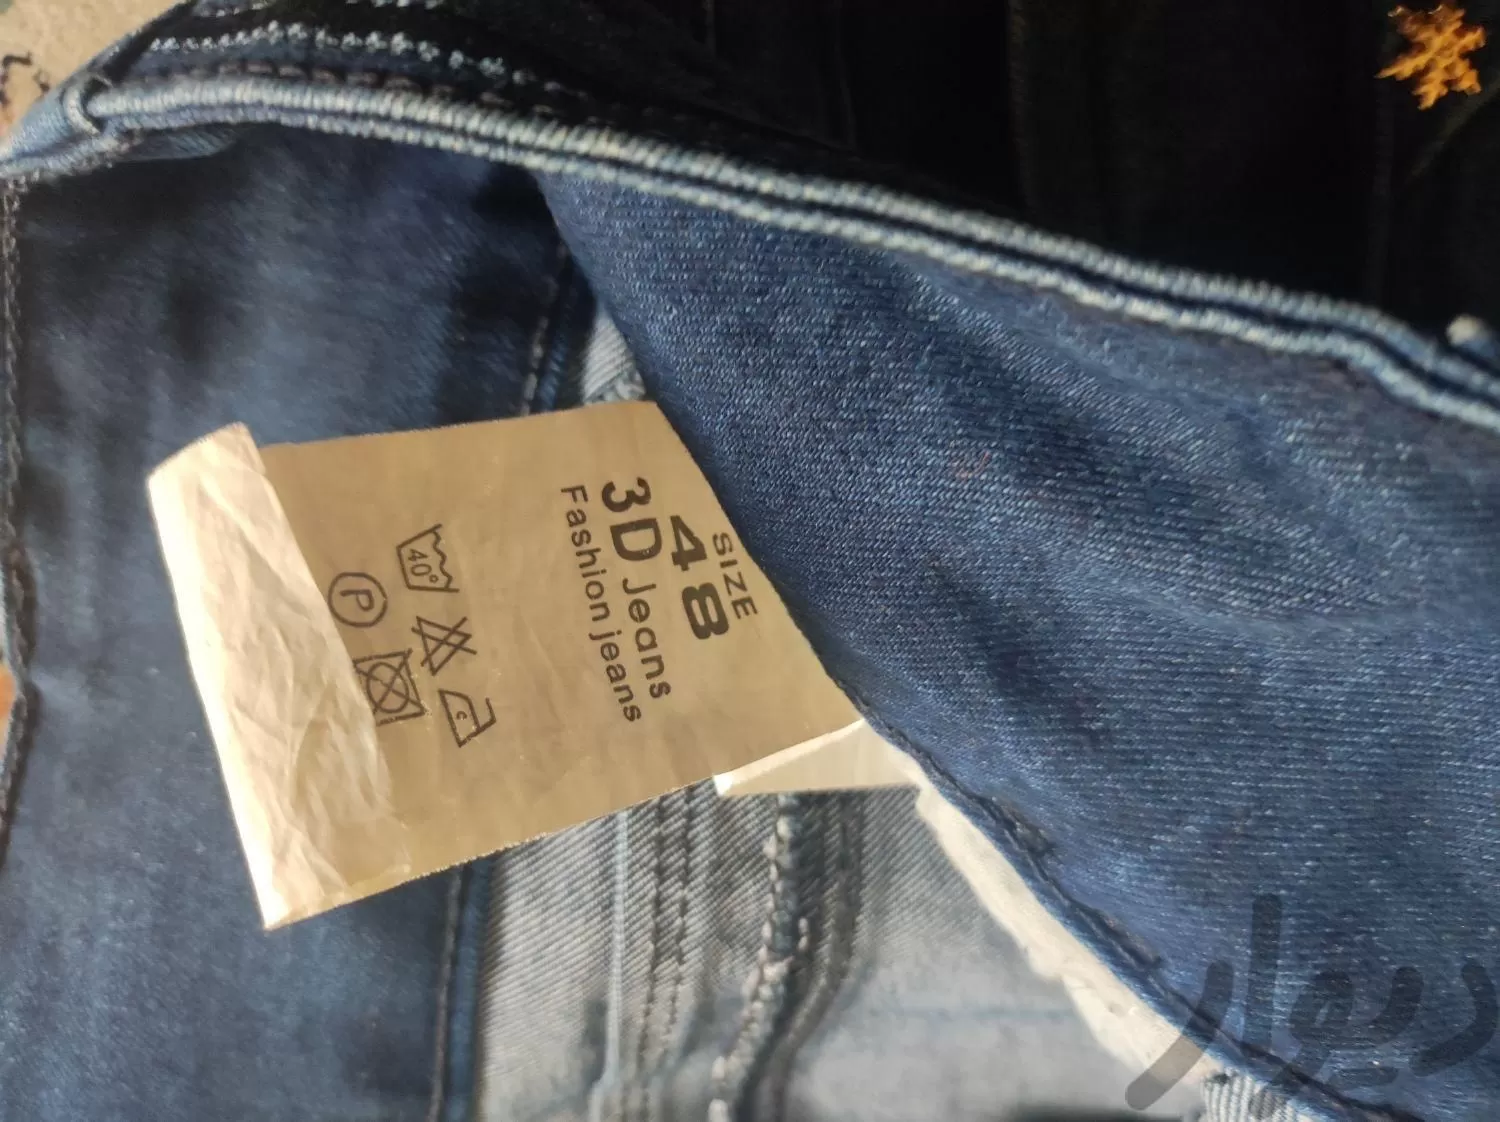 SIZE
48
3D Jeans
Fashion jeans
40°
P
c
دیوار